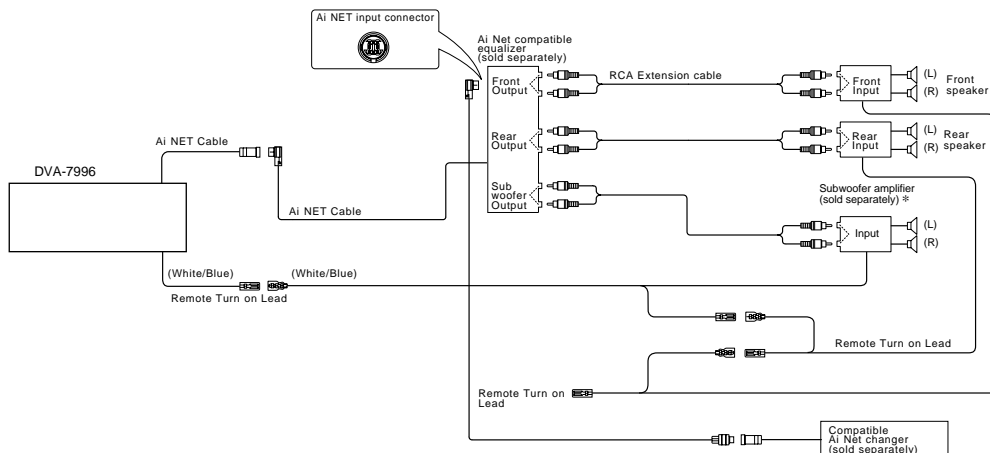 Ai NET input connector
Ai Net compatible
equalizer
(sold separately)
Front
Output
RCA Extension cable
Front
Input
(L)
(R)
Front
speaker
Rear
Output
Rear
Input
(L)
(R)
Rear
speaker
Ai NET Cable
DVA-7996
Ai NET Cable
Sub
woofer
Output
Subwoofer amplifier
(sold separately) *
Input
(L)
(R)
(White/Blue)
(White/Blue)
Remote Turn on Lead
Remote Turn on Lead
Remote Turn on
Lead
Compatible
Ai Net changer
(sold separately)